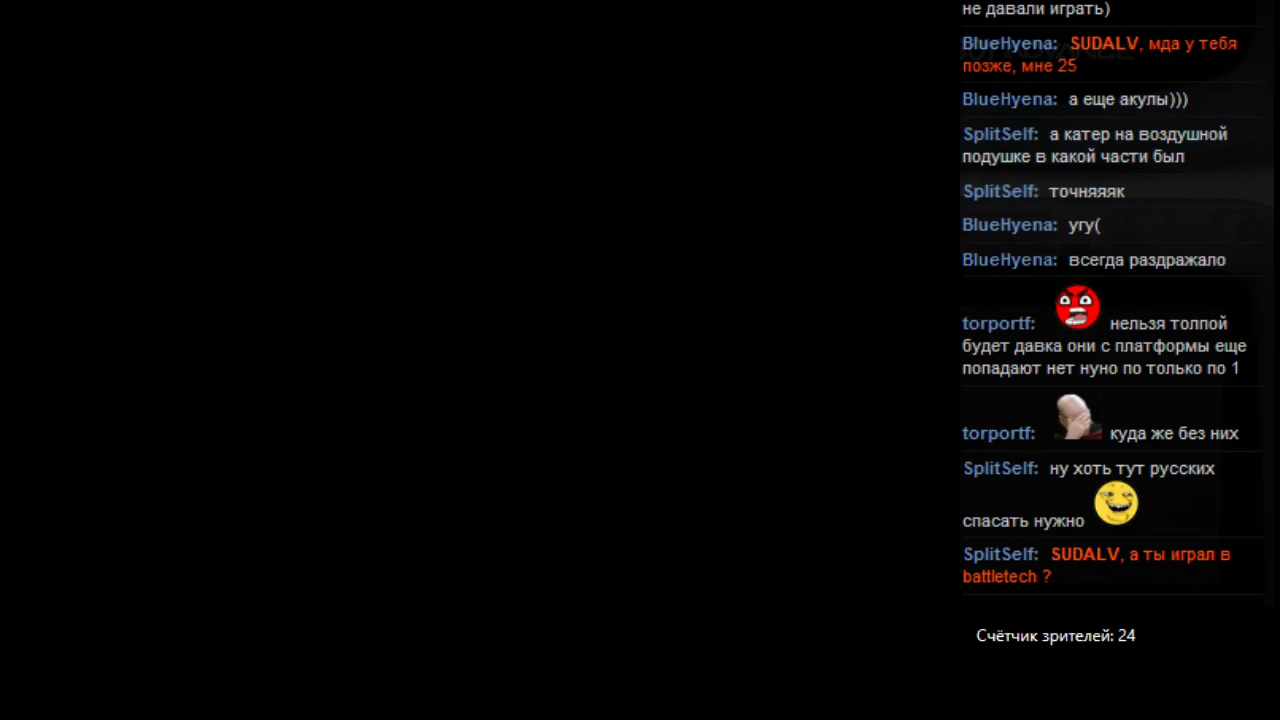 не давали играть)
BlueHyena: SUDALV, мда у тебя
позже, мне 25
BlueHyena: а еще акулы)))
SplitSelf: а катер на воздушной
подушке в какой части был
SplitSelf: точняяяк
BlueHyena: угу(
BlueHyena: всегда раздражало
torportf: нельзя толпой
будет давка они с платформы еще
попадают нет нуно по только по 1
torportf: куда же без них
SplitSelf: ну хоть тут русских
спасать нужно
SplitSelf: SUDALV, а ты играл в
battletech ?
Счётчик зрителей: 24